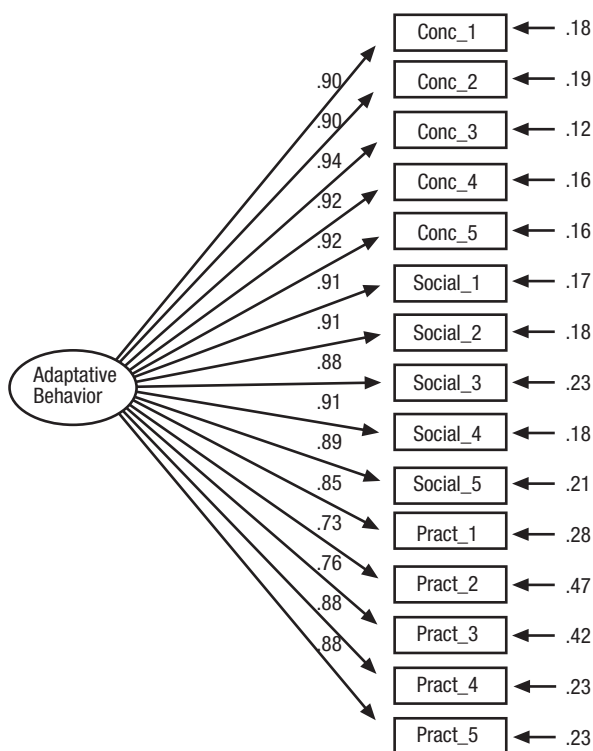 Conc_1
.18
.90
Conc_2
.19
.90
Conc_3
.12
.94
Conc_4
.16
.92
Conc_5
.16
.92
Social_1
.17
.91
Social_2
.18
.91
Social_3
.23
.88
Adaptative
Behavior
Social_4
.18
.91
Social_5
.21
.89
Pract_1
.28
.85
Pract_2
.47
.73
Pract_3
.42
.76
Pract_4
.23
.88
Pract_5
.23
.88